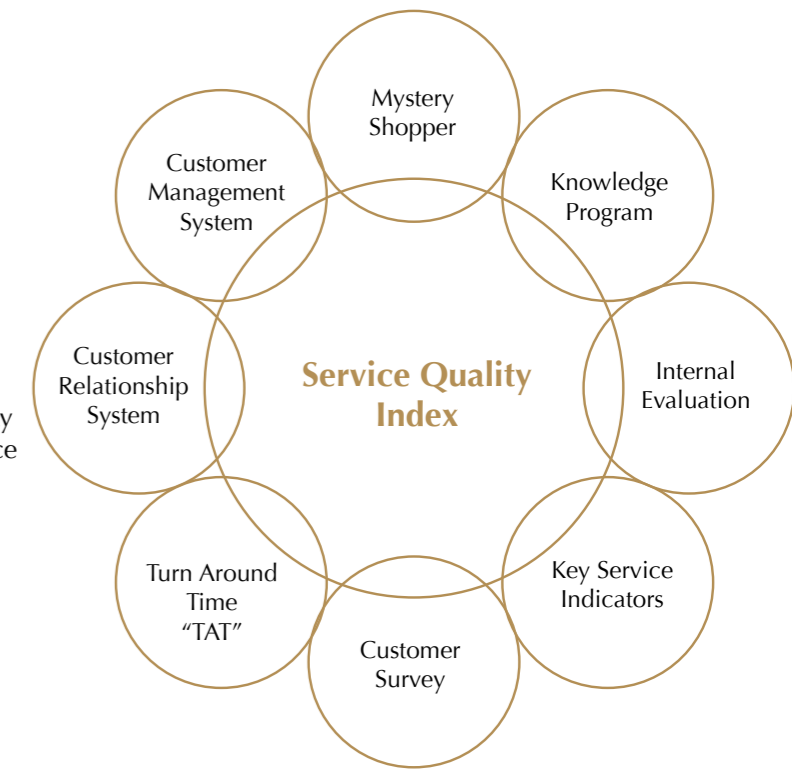 Mystery
Shopper
Knowledge
Program
Internal
Evaluation
Key Service
Indicators
Customer
Survey
Turn Around
Time
“TAT”
Customer
Relationship
System
Customer
Management
System
Service Quality
Index